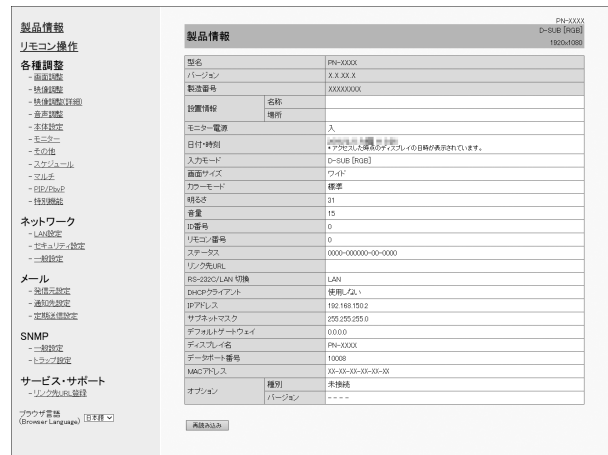 製品情報
リモコン操作
各種調整
- 画面調整
- 映像調整
- 映像調整(詳細)
- 音声調整
- 本体設定
- モニター
- その他
- スケジュール
- マルチ
- PIP/PbyP
- 特別機能
ネットワーク
- LAN設定
- セキュリティ設定
- 一般設定
メール
- 発信元設定
- 通知先設定
- 定期送信設定
SNMP
- 一般設定
- トラップ設定
サービス・サポート
- リンク先URL登録
ブラウザ言語
(Browser Language) 日本語
PN-XXXX
製品情報 D-SUB [RGB]
1920x1080
型名 PN-XXXX
バージョン X.X.XX.X
製造番号 XXXXXXXX
設置情報 名称
場所
モニター電源 入
日付・時刻
* アクセスした時点のディスプレイの日時が表示されています。
入力モード D-SUB [RGB]
画面サイズ ワイド
カラーモード 標準
明るさ 31
音量 15
ID番号 0
リモコン番号 0
ステータス 0000-000000-00-0000
リンク先URL
RS-232C/LAN 切換 LAN
DHCPクライアント 使用しない
IPアドレス 192.168.150.2
サブネットマスク 255.255.255.0
デフォルトゲートウェイ 0.0.0.0
ディスプレイ名 PN-XXXX
データポート番号 10008
MACアドレス XX-XX-XX-XX-XX-XX
オプション 種別 未接続
バージョン - - - -
再読み込み